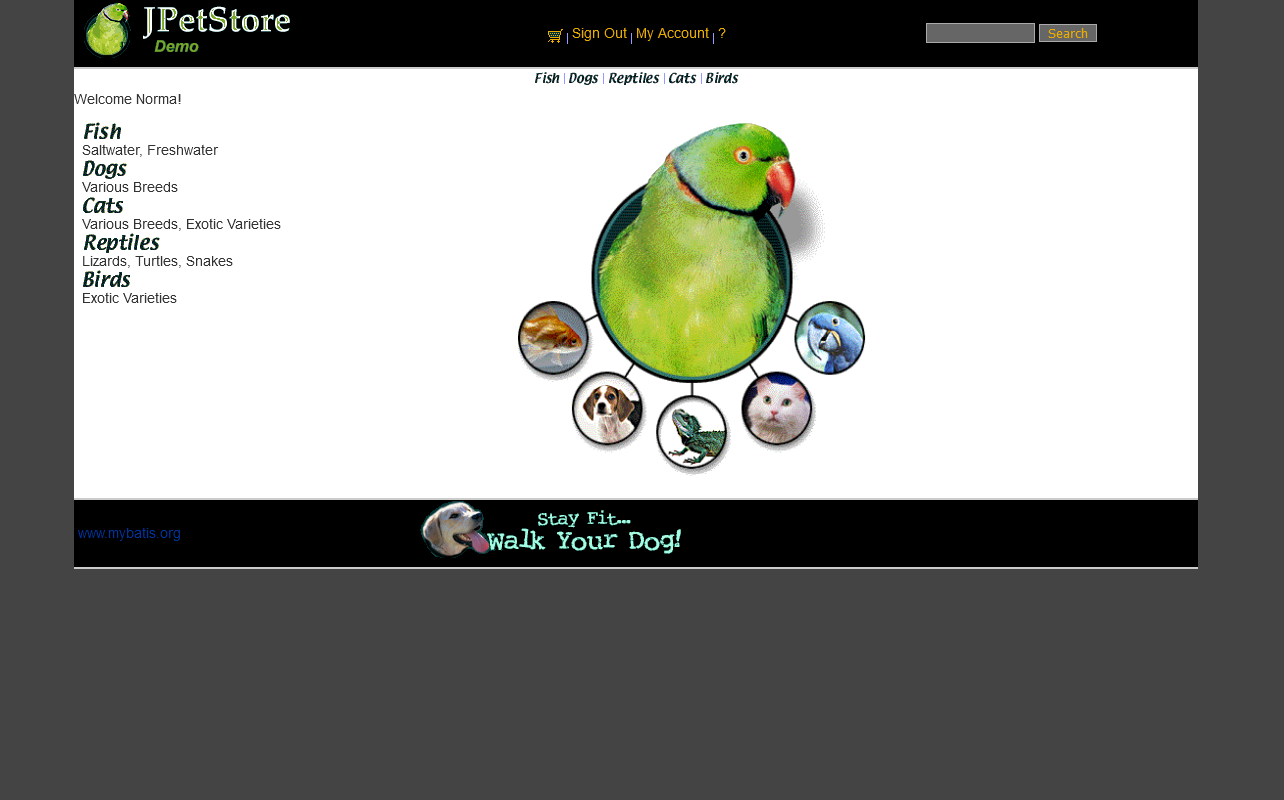 JPetStore
Demo
Sign Out My Account ?
Search
Fish Dogs Reptiles Cats Birds
Welcome Norma!
Fish
Saltwater, Freshwater
Dogs
Various Breeds
Cats
Various Breeds, Exotic Varieties
Reptiles
Lizards, Turtles, Snakes
Birds
Exotic Varieties
www.mybatis.org
Stay Fit...
Walk Your Dog!